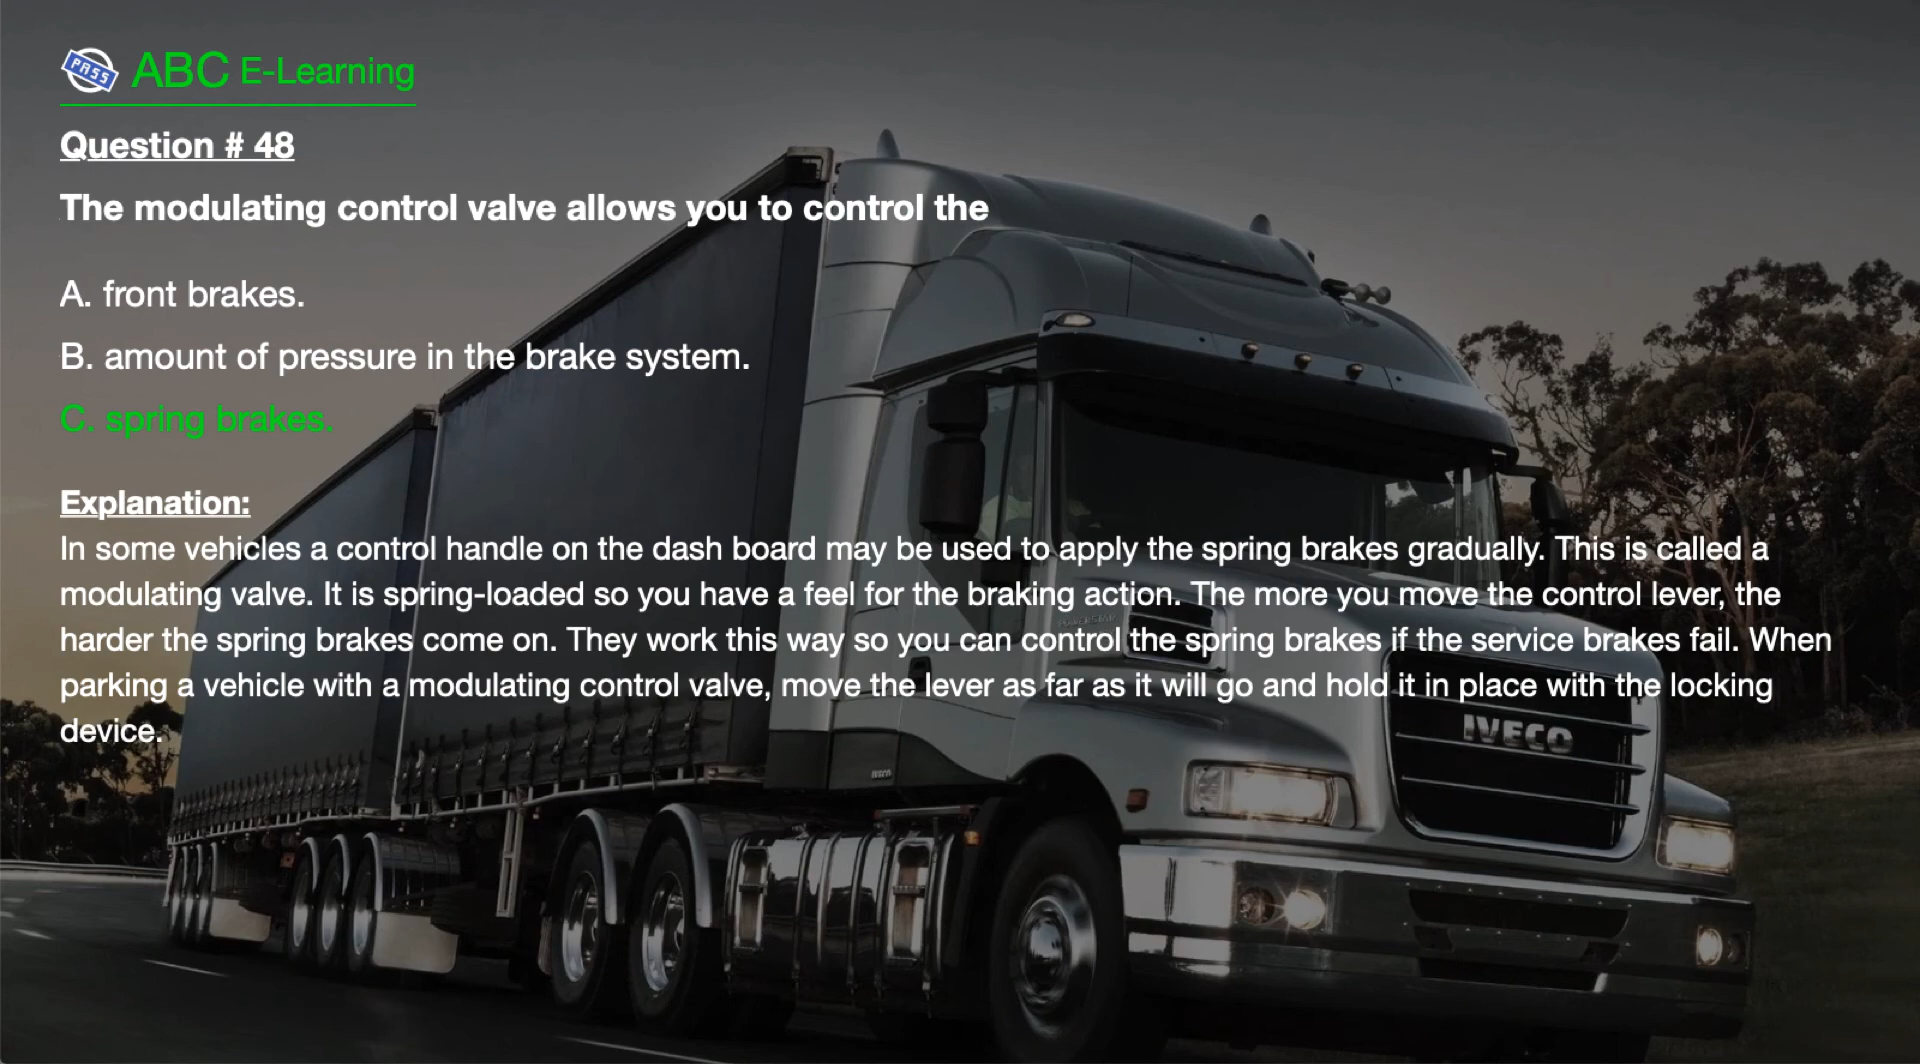 PASS ABC E-Learning
Question # 48
The modulating control valve allows you to control the
A. front brakes.
B. amount of pressure in the brake system.
C. spring brakes.
Explanation:
In some vehicles a control handle on the dash board may be used to apply the spring brakes gradually. This is called a
modulating valve. It is spring-loaded so you have a feel for the braking action. The more you move the control lever, the
harder the spring brakes come on. They work this way so you can control the spring brakes if the service brakes fail. When
parking a vehicle with a modulating control valve, move the lever as far as it will go and hold it in place with the locking
device.
IVECO
IVECO